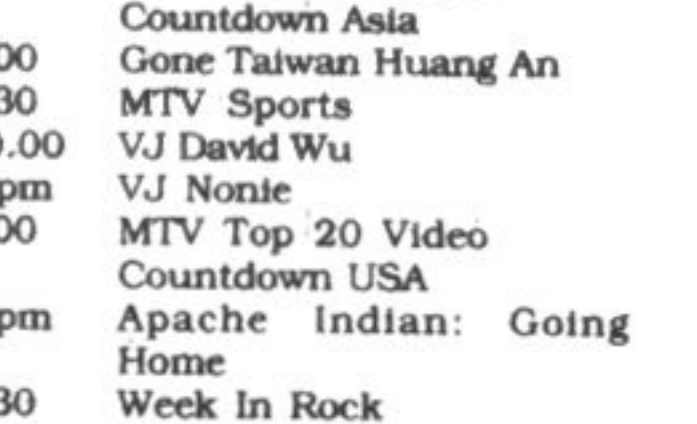 Countdown Asia
00 Gone Taiwan Huang An
30 MTV Sports
.00 VJ David Wu
pm VJ Nonie
00 MTV Top 20 Video
Countdown USA
pm Apache Indian: Going
Home
30 Week In Rock